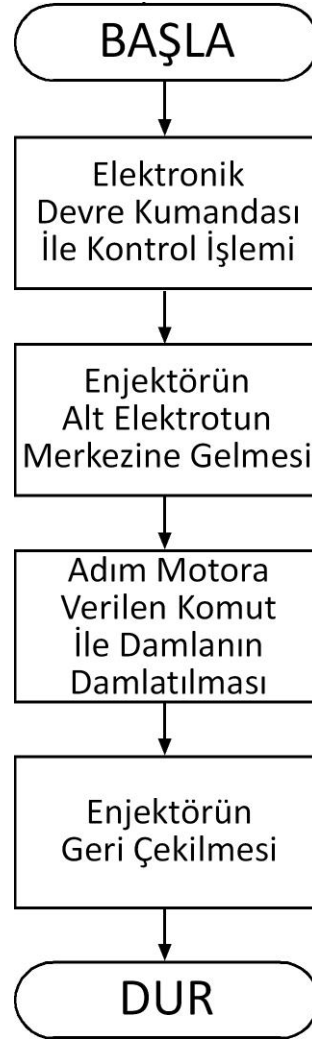 BAŞLA
Elektronik
Devre Kumandası
İle Kontrol İşlemi
Enjektörün
Alt Elektrotun
Merkezine Gelmesi
Adım Motora
Verilen Komut
İle Damlanın
Damlatılması
Enjektörün
Geri Çekilmesi
DUR